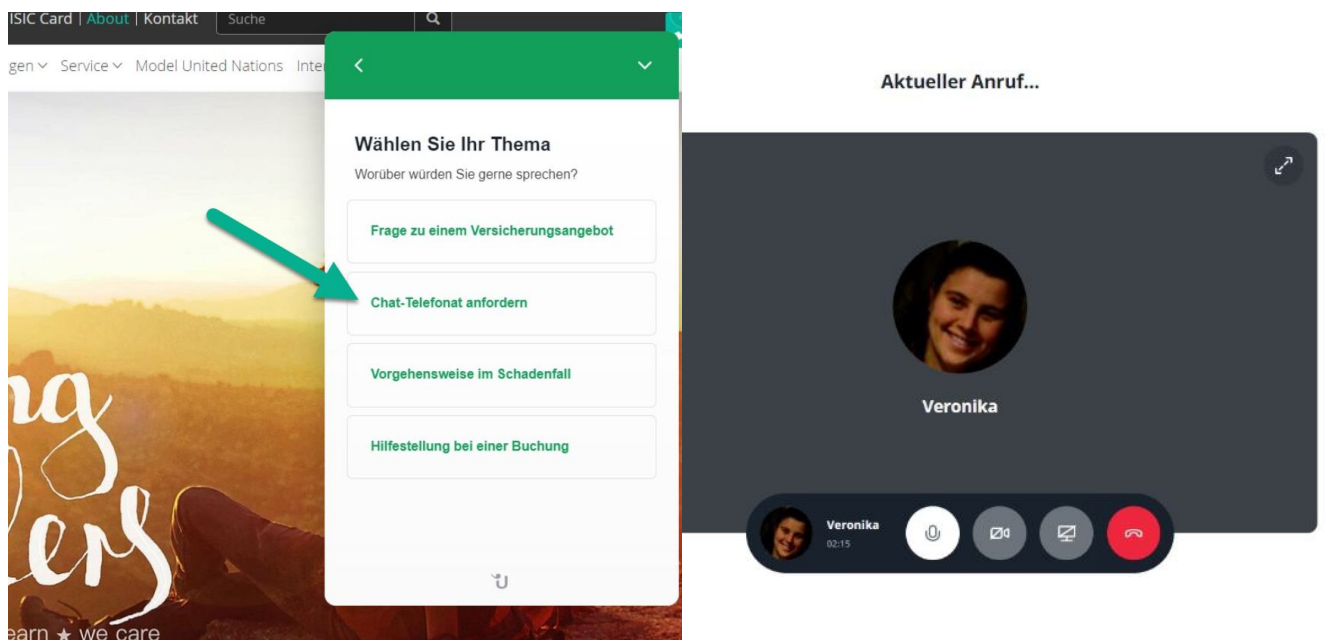 ISIC Card | About | Kontakt
Suche
gen Service Model United Nations Inte
Wählen Sie Ihr Thema
Worüber würden Sie gerne sprechen?
Frage zu einem Versicherungsangebot
Chat-Telefonat anfordern
Vorgehensweise im Schadenfall
Hilfestellung bei einer Buchung
ng
lers
earn ★ we care
Aktueller Anruf...
Veronika
Veronika
02:15